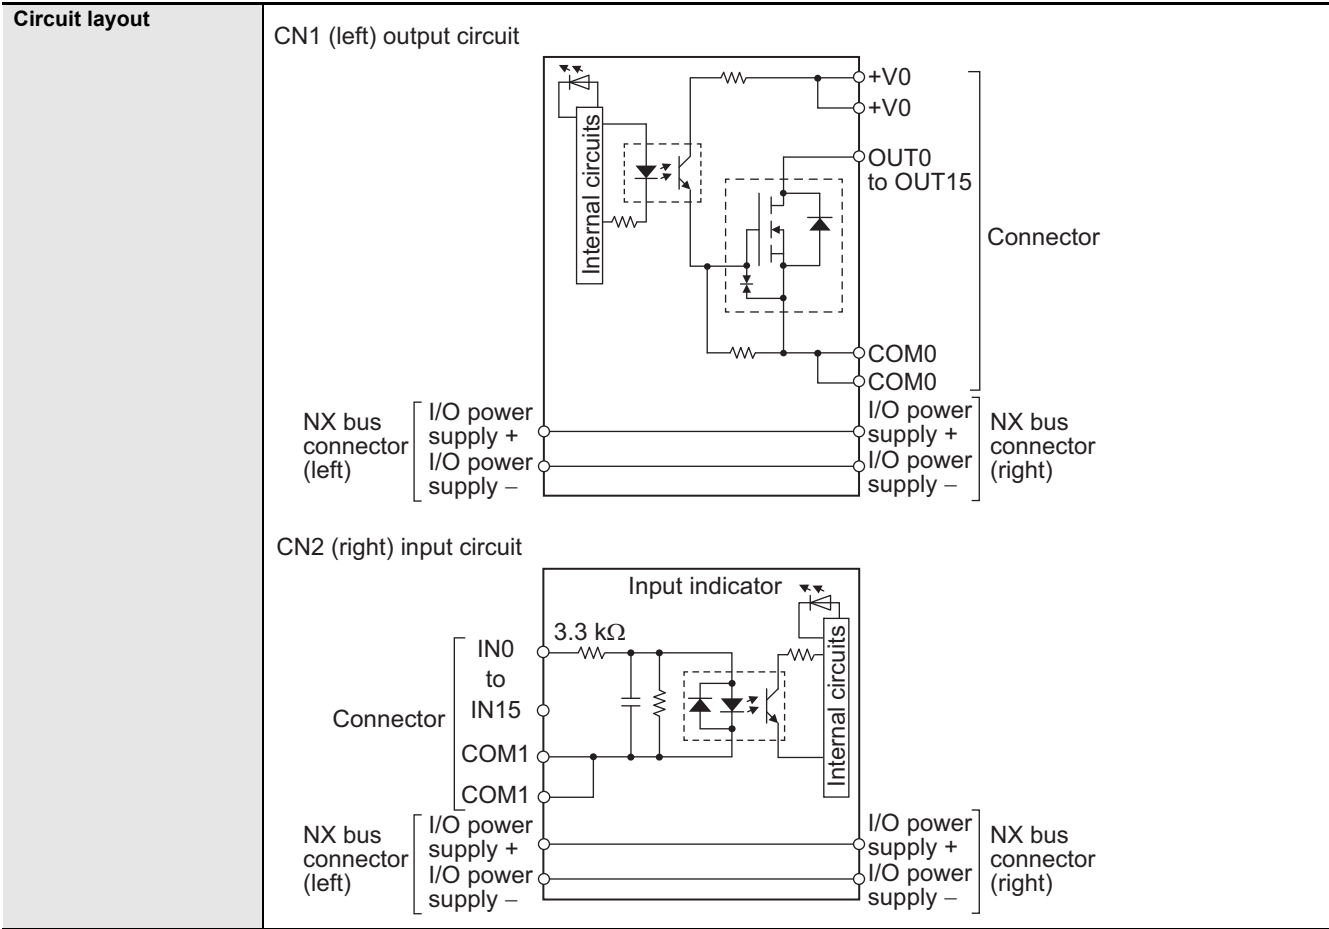 Circuit layout
CN1 (left) output circuit
+V0
+V0
Internal circuits
OUT0
to OUT15
Connector
COM0
COM0
NX bus
connector
(left)
I/O power
supply +
I/O power
supply –
I/O power
supply +
I/O power
supply –
NX bus
connector
(right)
CN2 (right) input circuit
Input indicator
3.3 kΩ
IN0
to
IN15
Connector
COM1
COM1
Internal circuits
NX bus
connector
(left)
I/O power
supply +
I/O power
supply –
I/O power
supply +
I/O power
supply –
NX bus
connector
(right)